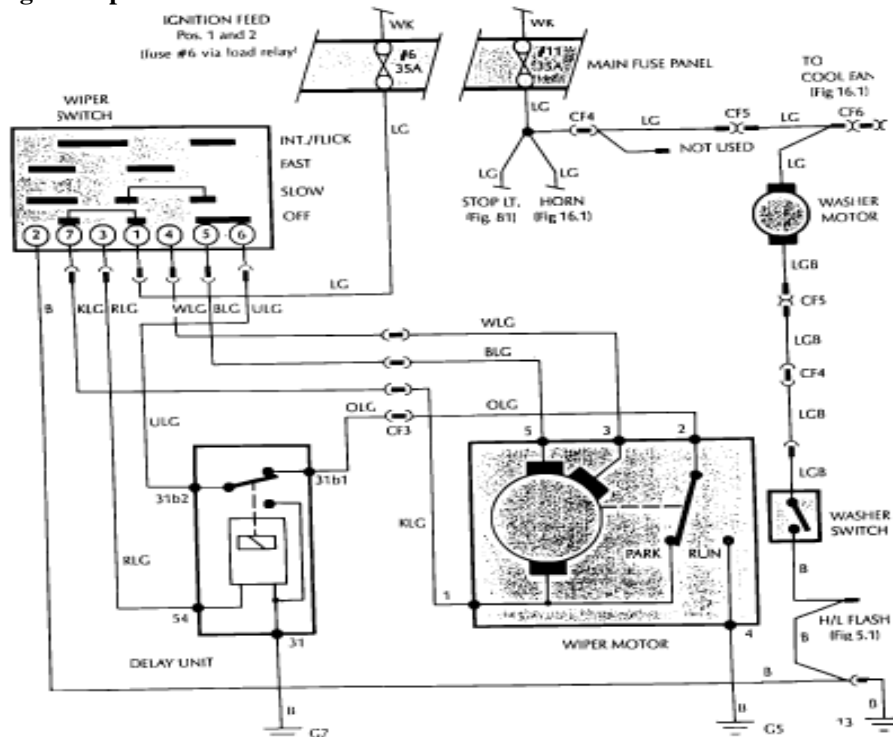 IGNITION FEED
Pos. 1 and 2
(fuse #6 via load relay)
WK
#6
35A
WK
#11
35A
MAIN FUSE PANEL
TO
COOL FAN
(Fig 16.1)
WIPER
SWITCH
LG
LG
CF4
LG
CF5
LG
CF6
INT./FLICK
FAST
SLOW
OFF
NOT USED
LG
LG
LG
STOP LT.
(Fig. 81)
HORN
(Fig 16.1)
WASHER
MOTOR
2
7
3
1
4
5
6
LG
LGB
CF5
B
KLG
RLG
WLG
BLG
ULG
WLG
LGB
BLG
CF4
OLG
OLG
CF3
LGB
ULG
5
3
2
31b2
31b1
LGB
KLG
PARK
RUN
WASHER
SWITCH
RLG
B
1
54
31
4
H/L FLASH
(Fig 5.1)
B
DELAY UNIT
WIPER MOTOR
B
B
B
G5